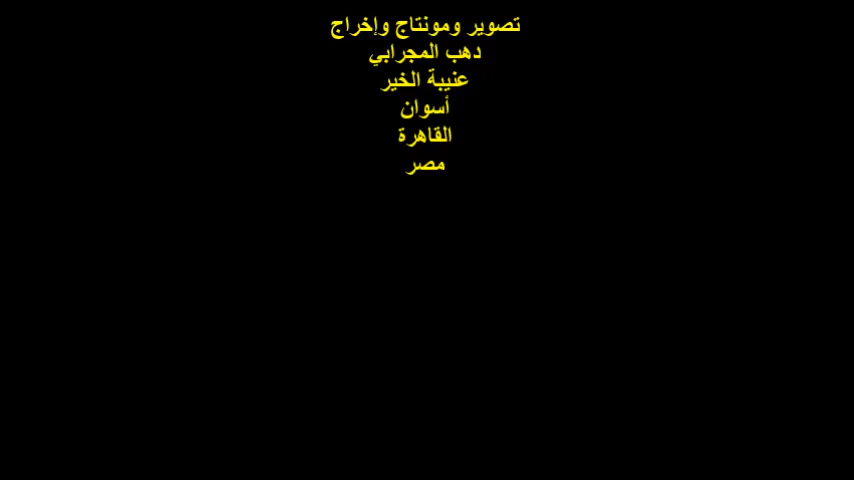 تصوير ومونتاج وإخراج
دهب المجرابي
عنيبة الخير
أسوان
القاهرة
مصر